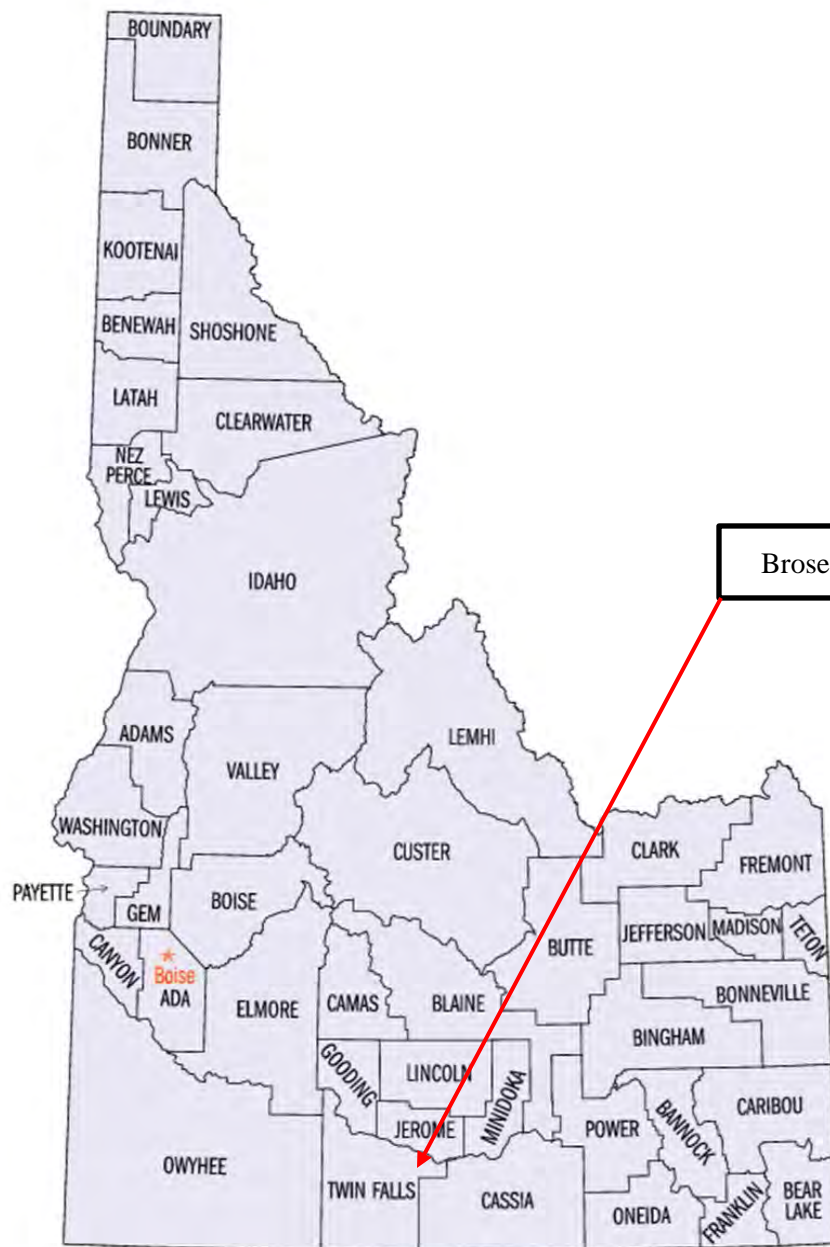 BOUNDARY
BONNER
KOOTENAI
BENEWAH
SHOSHONE
LATAH
CLEARWATER
NEZ
PERCE
LEWIS
IDAHO
Brose
LEMHI
ADAMS
VALLEY
WASHINGTON
CUSTER
CLARK
FREMONT
PAYETTE
GEM
BOISE
BUTTE
JEFFERSON
MADISON
TETON
CANYON
*
Boise
ADA
ELMORE
CAMAS
BLAINE
BONNEVILLE
BINGHAM
GOODING
LINCOLN
MINIDOKA
JEROME
POWER
BANNOCK
CARIBOU
OWYHEE
TWIN FALLS
CASSIA
ONEIDA
FRANKLIN
BEAR
LAKE